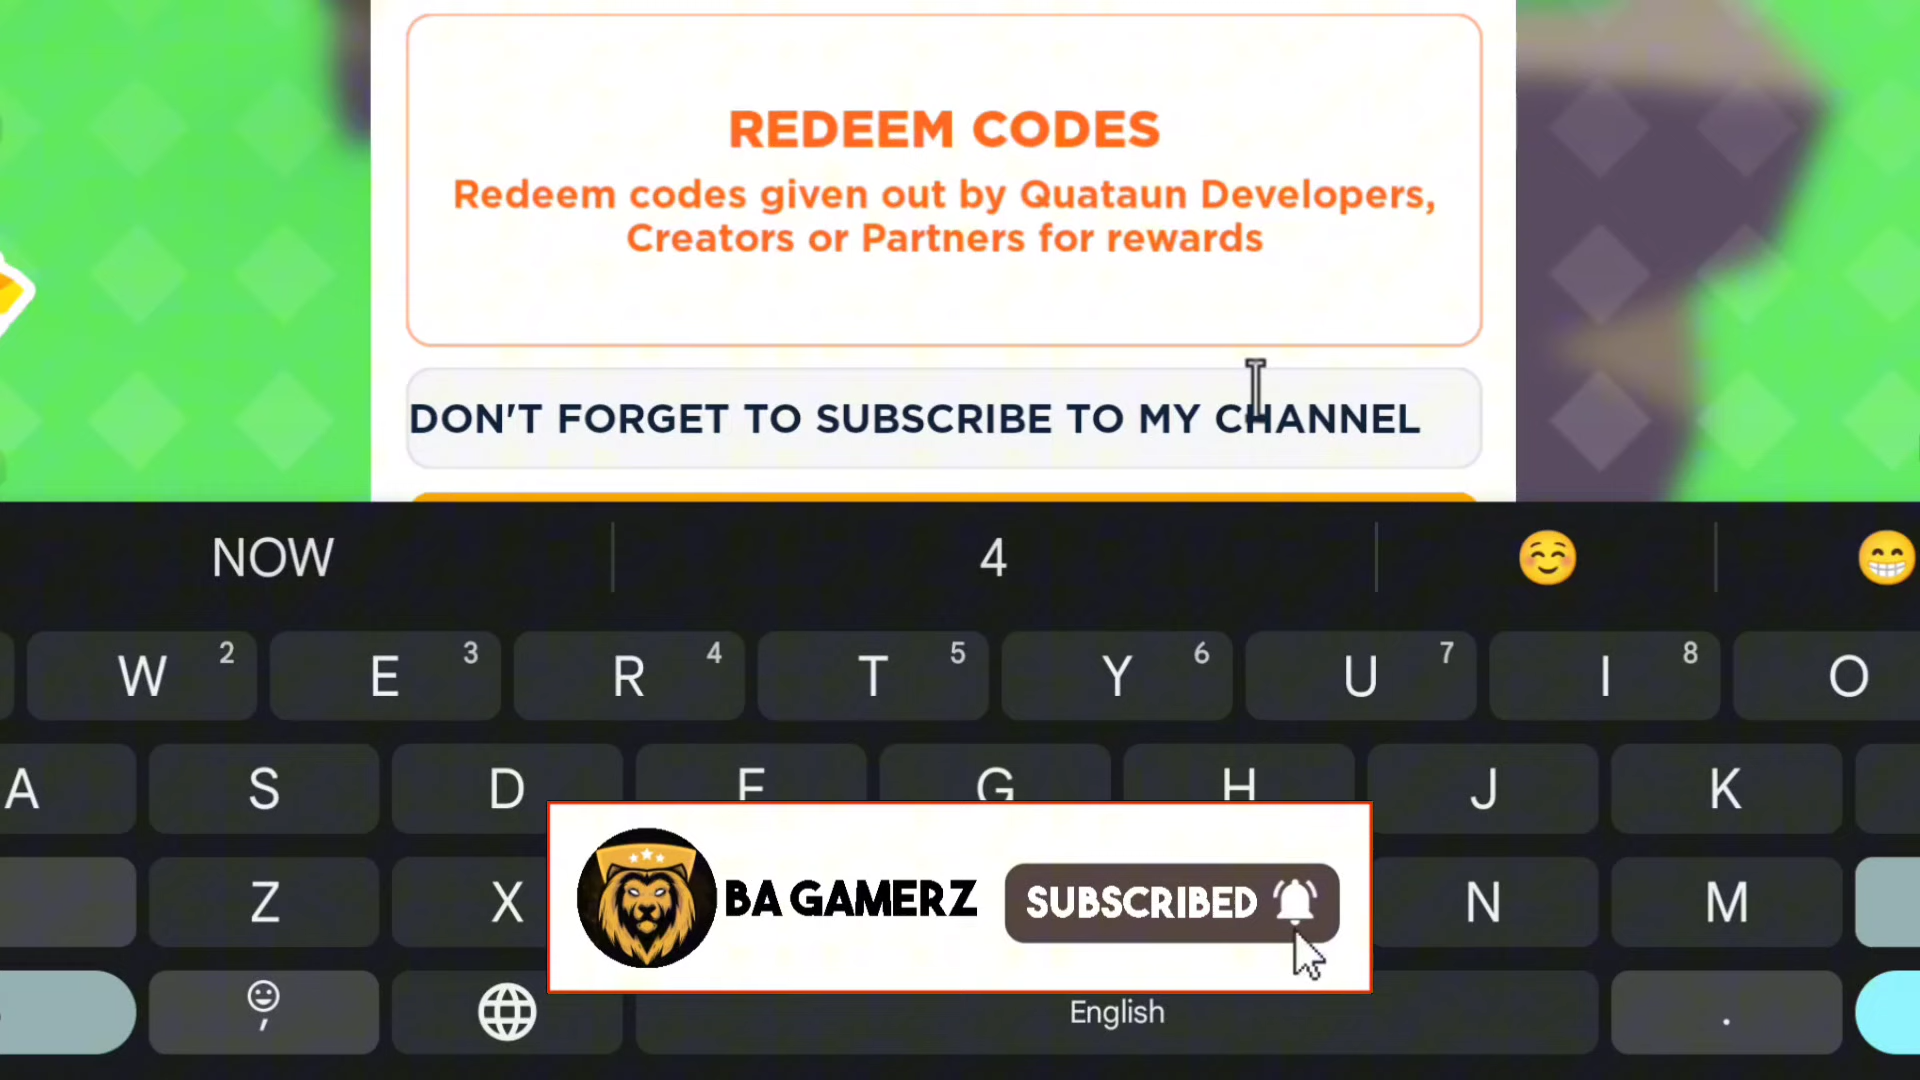 REDEEM CODES
Redeem codes given out by Quataun Developers,
Creators or Partners for rewards
DON'T FORGET TO SUBSCRIBE TO MY CHANNEL
NOW 4
W 2 E 3 R 4 T 5 Y 6 U 7 I 8 O
A S D F G H J K
Z X N M
BA GAMERZ SUBSCRIBED
, English .